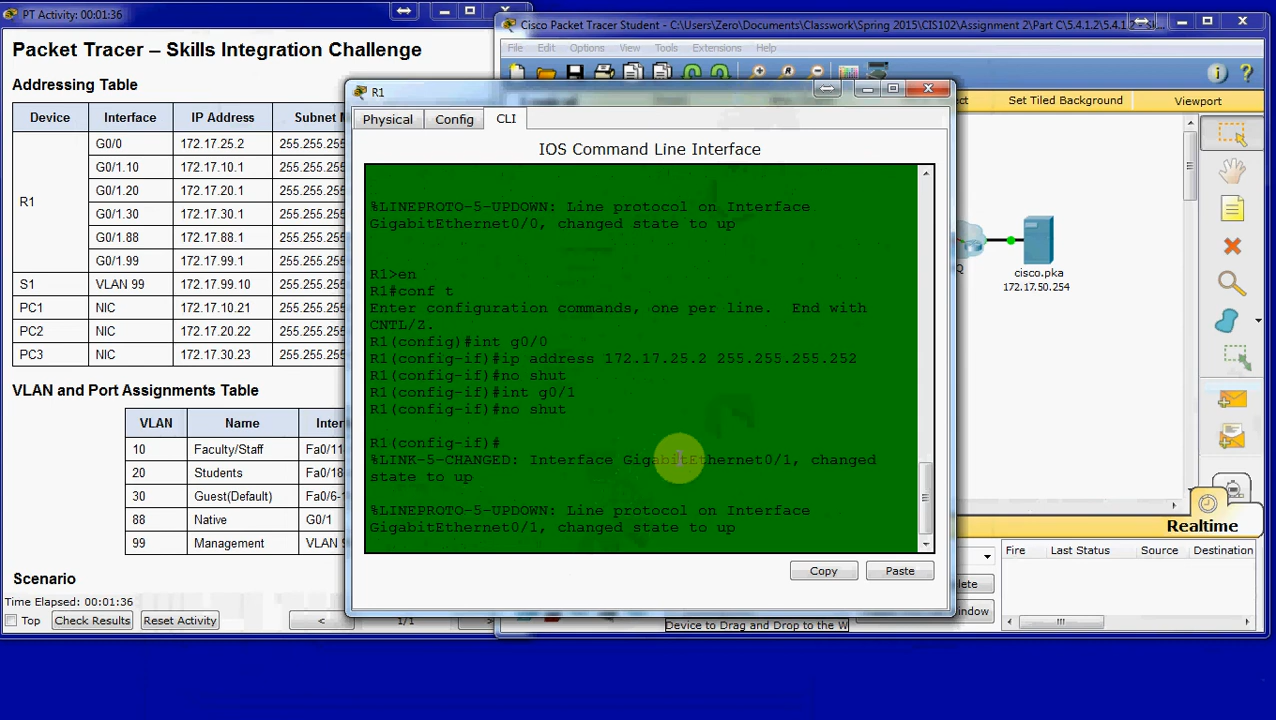 PT Activity: 00:01:36
Packet Tracer – Skills Integration Challenge
Addressing Table
Device Interface IP Address Subnet M
R1
G0/0 172.17.25.2 255.255.255.
G0/1.10 172.17.10.1 255.255.255.
G0/1.20 172.17.20.1 255.255.255.
G0/1.30 172.17.30.1 255.255.255.
G0/1.88 172.17.88.1 255.255.255.
G0/1.99 172.17.99.1 255.255.255.
S1 VLAN 99 172.17.99.10 255.255.255.
PC1 NIC 172.17.10.21 255.255.255.
PC2 NIC 172.17.20.22 255.255.255.
PC3 NIC 172.17.30.23 255.255.255.
VLAN and Port Assignments Table
VLAN Name Inter
10 Faculty/Staff Fa0/11
20 Students Fa0/18
30 Guest(Default) Fa0/6-1
88 Native G0/1
99 Management VLAN 9
Scenario
Time Elapsed: 00:01:36
Top Check Results Reset Activity < 1/1 >
Cisco Packet Tracer Student - C:\Users\Zero\Documents\Classwork\Spring 2015\CIS102\Assignment 2\Part C\5.4.1.2\5.4.1.2 -
File Edit Options View Tools Extensions Help
Set Tiled Background Viewport
R1
Physical Config CLI
IOS Command Line Interface
%LINEPROTO-5-UPDOWN: Line protocol on Interface
GigabitEthernet0/0, changed state to up
R1>en
R1#conf t
Enter configuration commands, one per line.  End with
CNTL/Z.
R1(config)#int g0/0
R1(config-if)#ip address 172.17.25.2 255.255.255.252
R1(config-if)#no shut
R1(config-if)#int g0/1
R1(config-if)#no shut
R1(config-if)#
%LINK-5-CHANGED: Interface GigabitEthernet0/1, changed
state to up
%LINEPROTO-5-UPDOWN: Line protocol on Interface
GigabitEthernet0/1, changed state to up
Copy Paste
cisco.pka
172.17.50.254
Realtime
Fire Last Status Source Destination
lete
indow
Device to Drag and Drop to the W